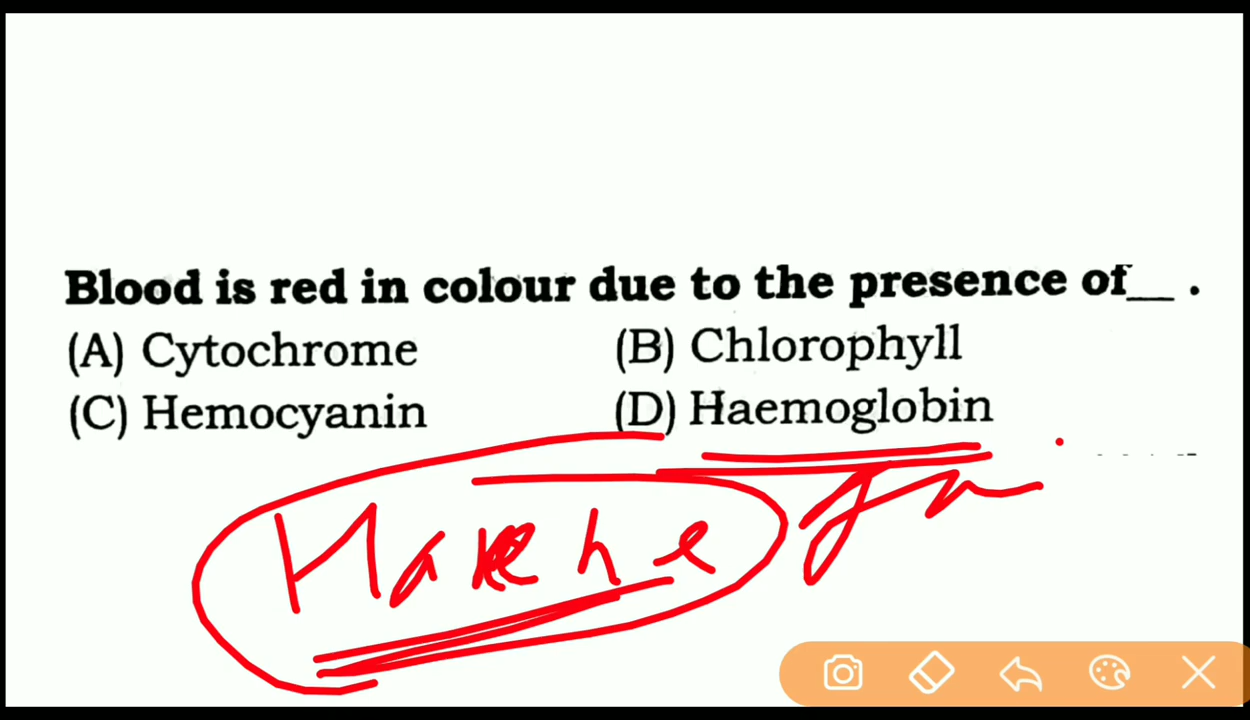 Blood is red in colour due to the presence of__ .
(A) Cytochrome (B) Chlorophyll
(C) Hemocyanin (D) Haemoglobin